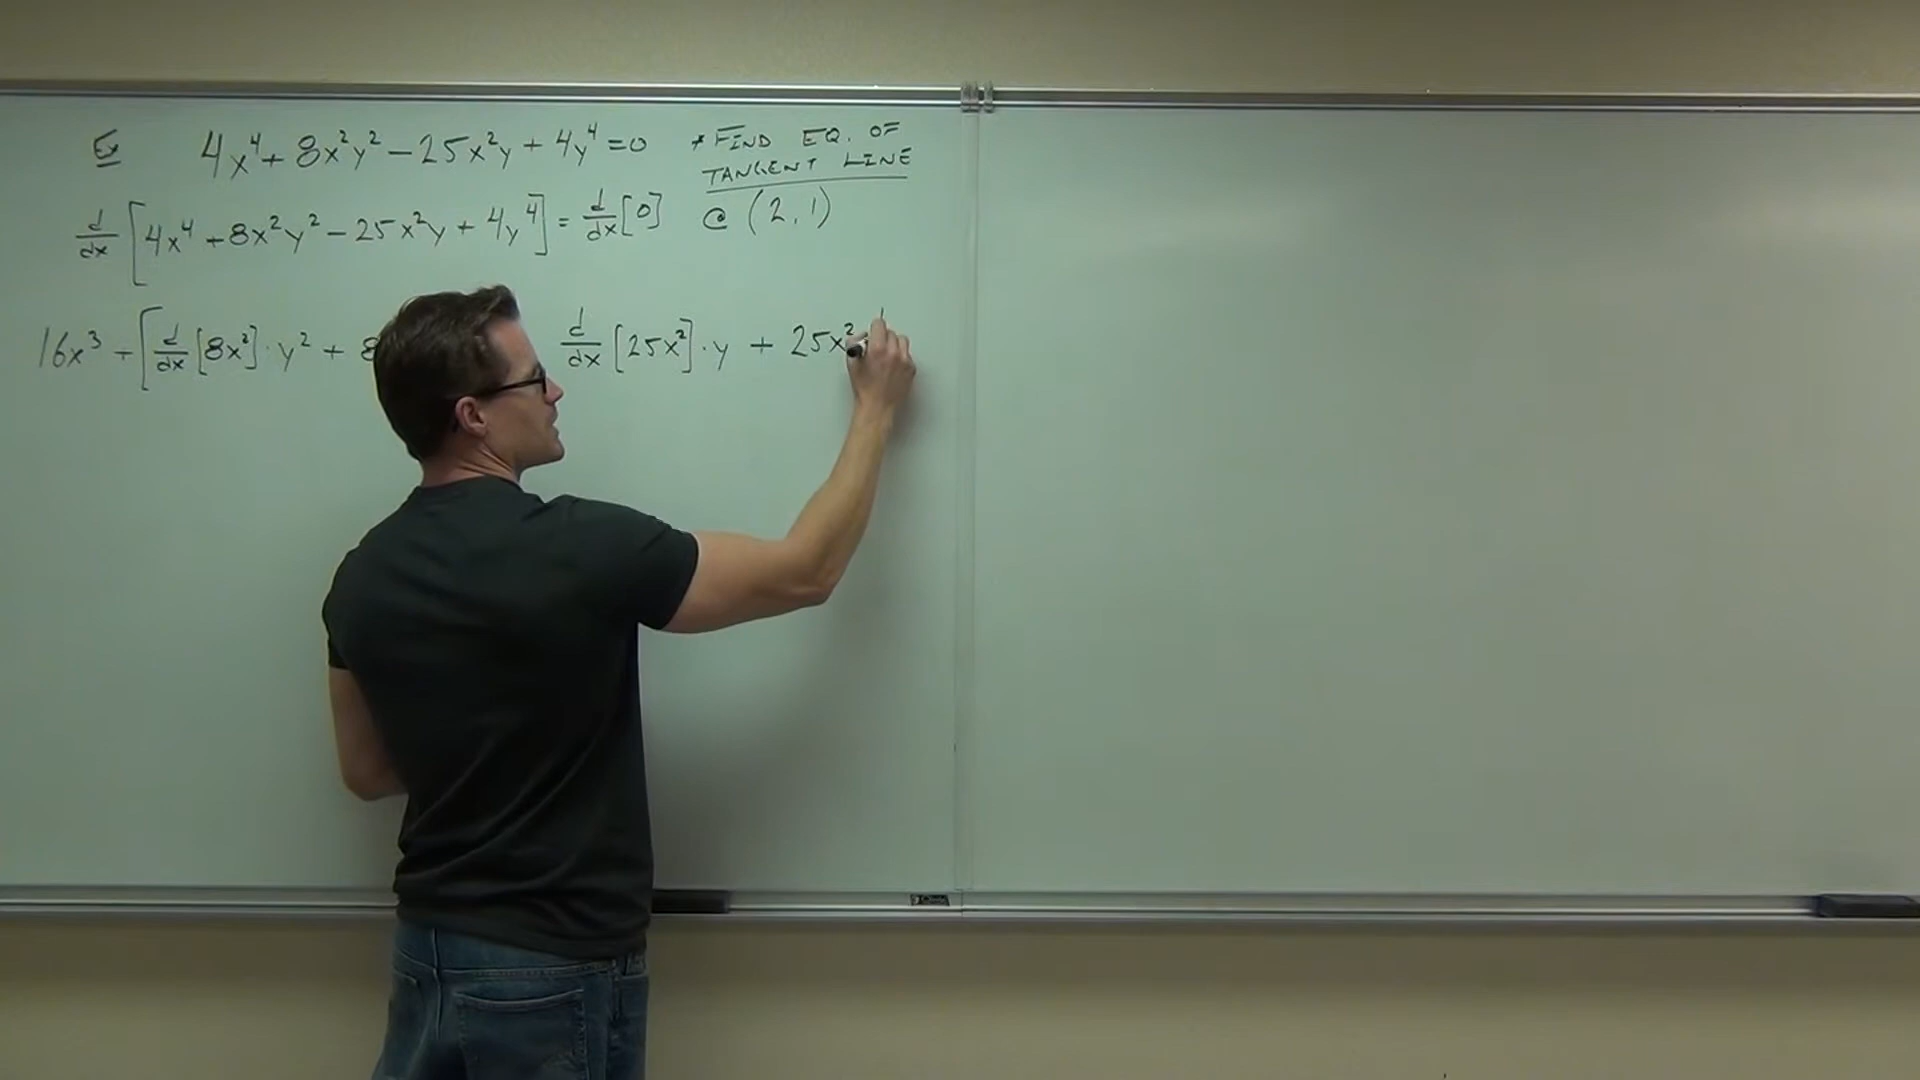 Ex 4x⁴ + 8x²y² - 25x²y + 4y⁴ = 0
* FIND EQ. OF
TANGENT LINE
@ (2, 1)
d/dx [4x⁴ + 8x²y² - 25x²y + 4y⁴] = d/dx [0]
16x³ + [d/dx [8x²] · y² + 8 d/dx [25x²] · y + 25x²